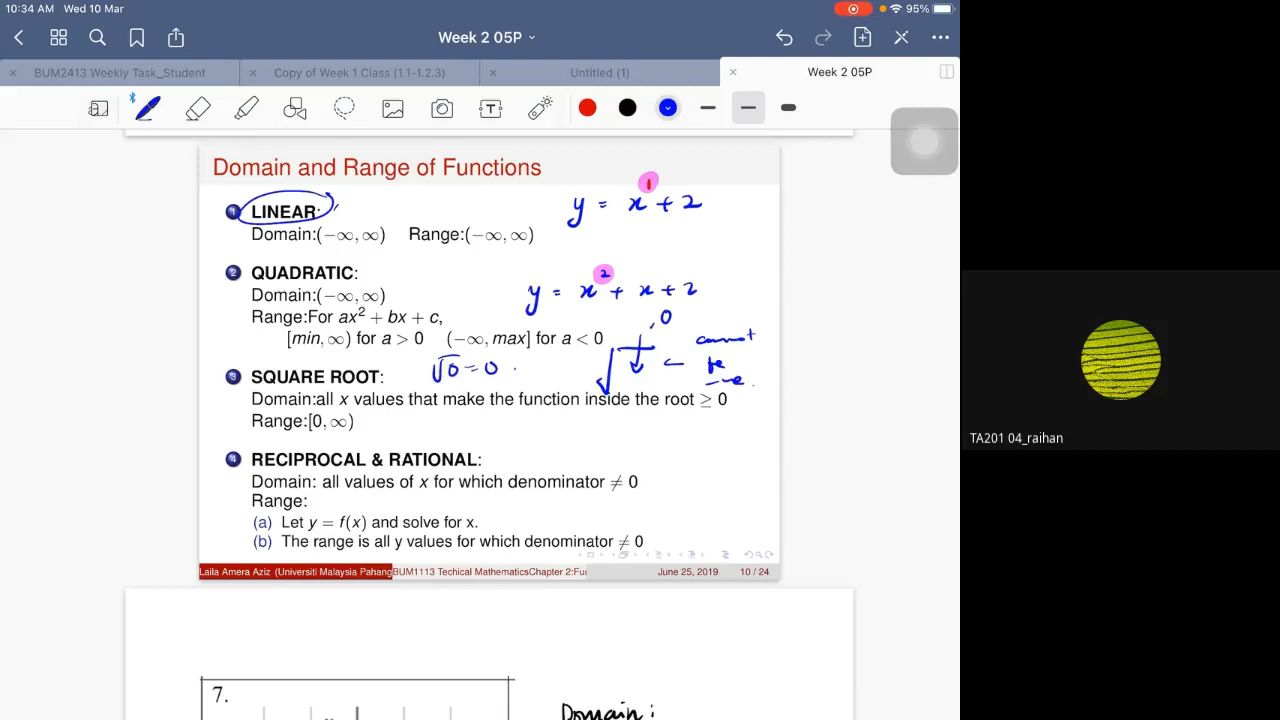 10:34 AM Wed 10 Mar
95%
Week 2 05P
BUM2413 Weekly Task_Student
Copy of Week 1 Class (1.1-1.2.3)
Untitled (1)
Week 2 05P
Domain and Range of Functions
1 LINEAR:
y = x¹ + 2
Domain:(−∞, ∞) Range:(−∞, ∞)
2 QUADRATIC:
Domain:(−∞, ∞)
y = x² + x + 2
Range:For ax² + bx + c,
, 0
[min, ∞) for a > 0 (−∞, max] for a < 0
cannot
be
-ve.
√0 = 0
3 SQUARE ROOT:
Domain:all x values that make the function inside the root ≥ 0
Range:[0, ∞)
4 RECIPROCAL & RATIONAL:
Domain: all values of x for which denominator ≠ 0
Range:
(a) Let y = f(x) and solve for x.
(b) The range is all y values for which denominator ≠ 0
Laila Amera Aziz (Universiti Malaysia Pahang BUM1113 Techical MathematicsChapter 2:Fu June 25, 2019 10 / 24
7.
Domain:
TA201 04_raihan